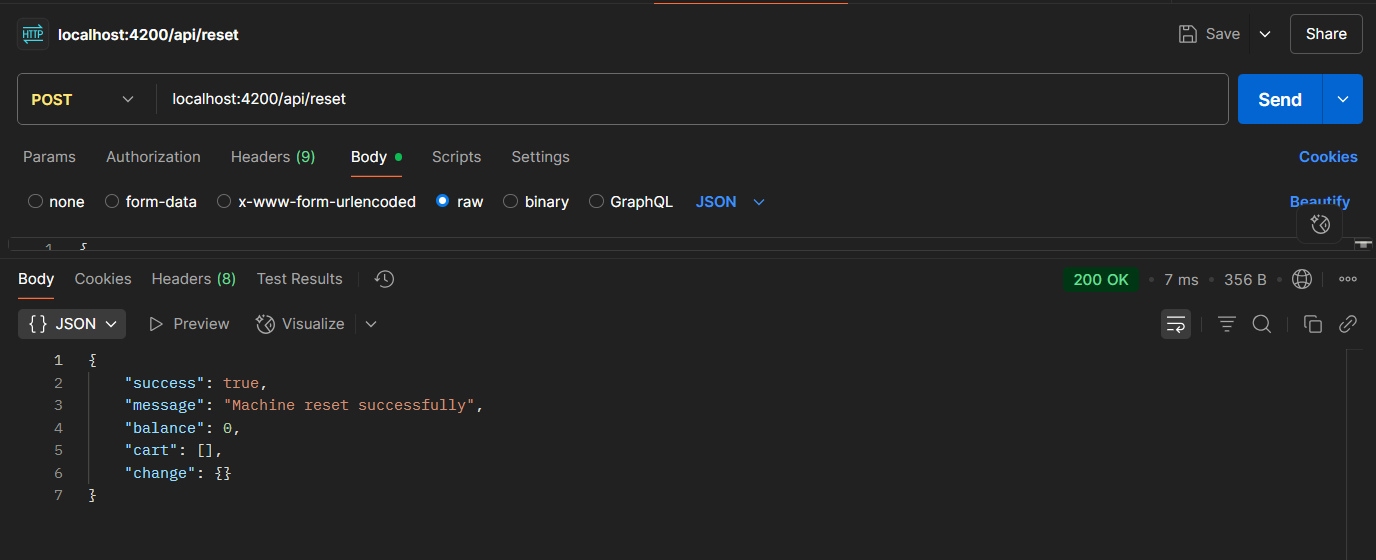 HTTP localhost:4200/api/reset Save Share
POST localhost:4200/api/reset Send
Params Authorization Headers (9) Body Scripts Settings Cookies
none form-data x-www-form-urlencoded raw binary GraphQL JSON Beautify
1 {
Body Cookies Headers (8) Test Results 200 OK • 7 ms • 356 B •
{} JSON Preview Visualize
1 {
2 "success": true,
3 "message": "Machine reset successfully",
4 "balance": 0,
5 "cart": [],
6 "change": {}
7 }